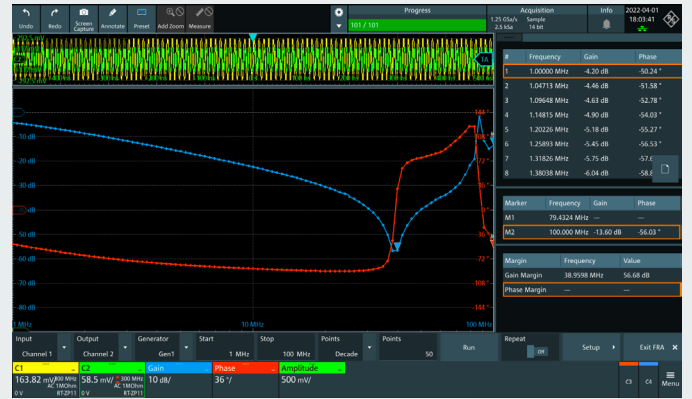 Undo Redo Screen Capture Annotate Preset Add Zoom Measure
Progress
101 / 101
Acquisition
1.25 GSa/s Sample
2.5 kSa 14 bit
Info
2022-04-01
18:03:41
292.5 mV
1A
144°
72°
36°
-36°
-72°
-108°
-144°
-10 dB
-30 dB
-50 dB
-60 dB
-70 dB
-80 dB
1 MHz
10 MHz
100 MHz
# Frequency Gain Phase
1 1.00000 MHz -4.20 dB -50.24 °
2 1.04713 MHz -4.46 dB -51.58 °
3 1.09648 MHz -4.63 dB -52.78 °
4 1.14815 MHz -4.90 dB -54.03 °
5 1.20226 MHz -5.18 dB -55.27 °
6 1.25893 MHz -5.45 dB -56.53 °
7 1.31826 MHz -5.75 dB
8 1.38038 MHz -6.04 dB
Marker Frequency Gain Phase
M1 79.4324 MHz — —
M2 100.000 MHz -13.60 dB -56.03 °
Margin Frequency Value
Gain Margin 38.9598 MHz 56.68 dB
Phase Margin — —
Input Output Generator Start Stop Points Points Run Repeat Off Setup Exit FRA
Channel 1 Channel 2 Gen1 1 MHz 100 MHz Decade 50
C1 C2 Gain Phase Amplitude
163.82 mV/ 300 MHz 58.5 mV/ 300 MHz 10 dB/ 36 °/ 500 mV/
AC 1MOhm AC 1MOhm
0 V RT-ZP11 0 V RT-ZP11
C3 C4 Menu